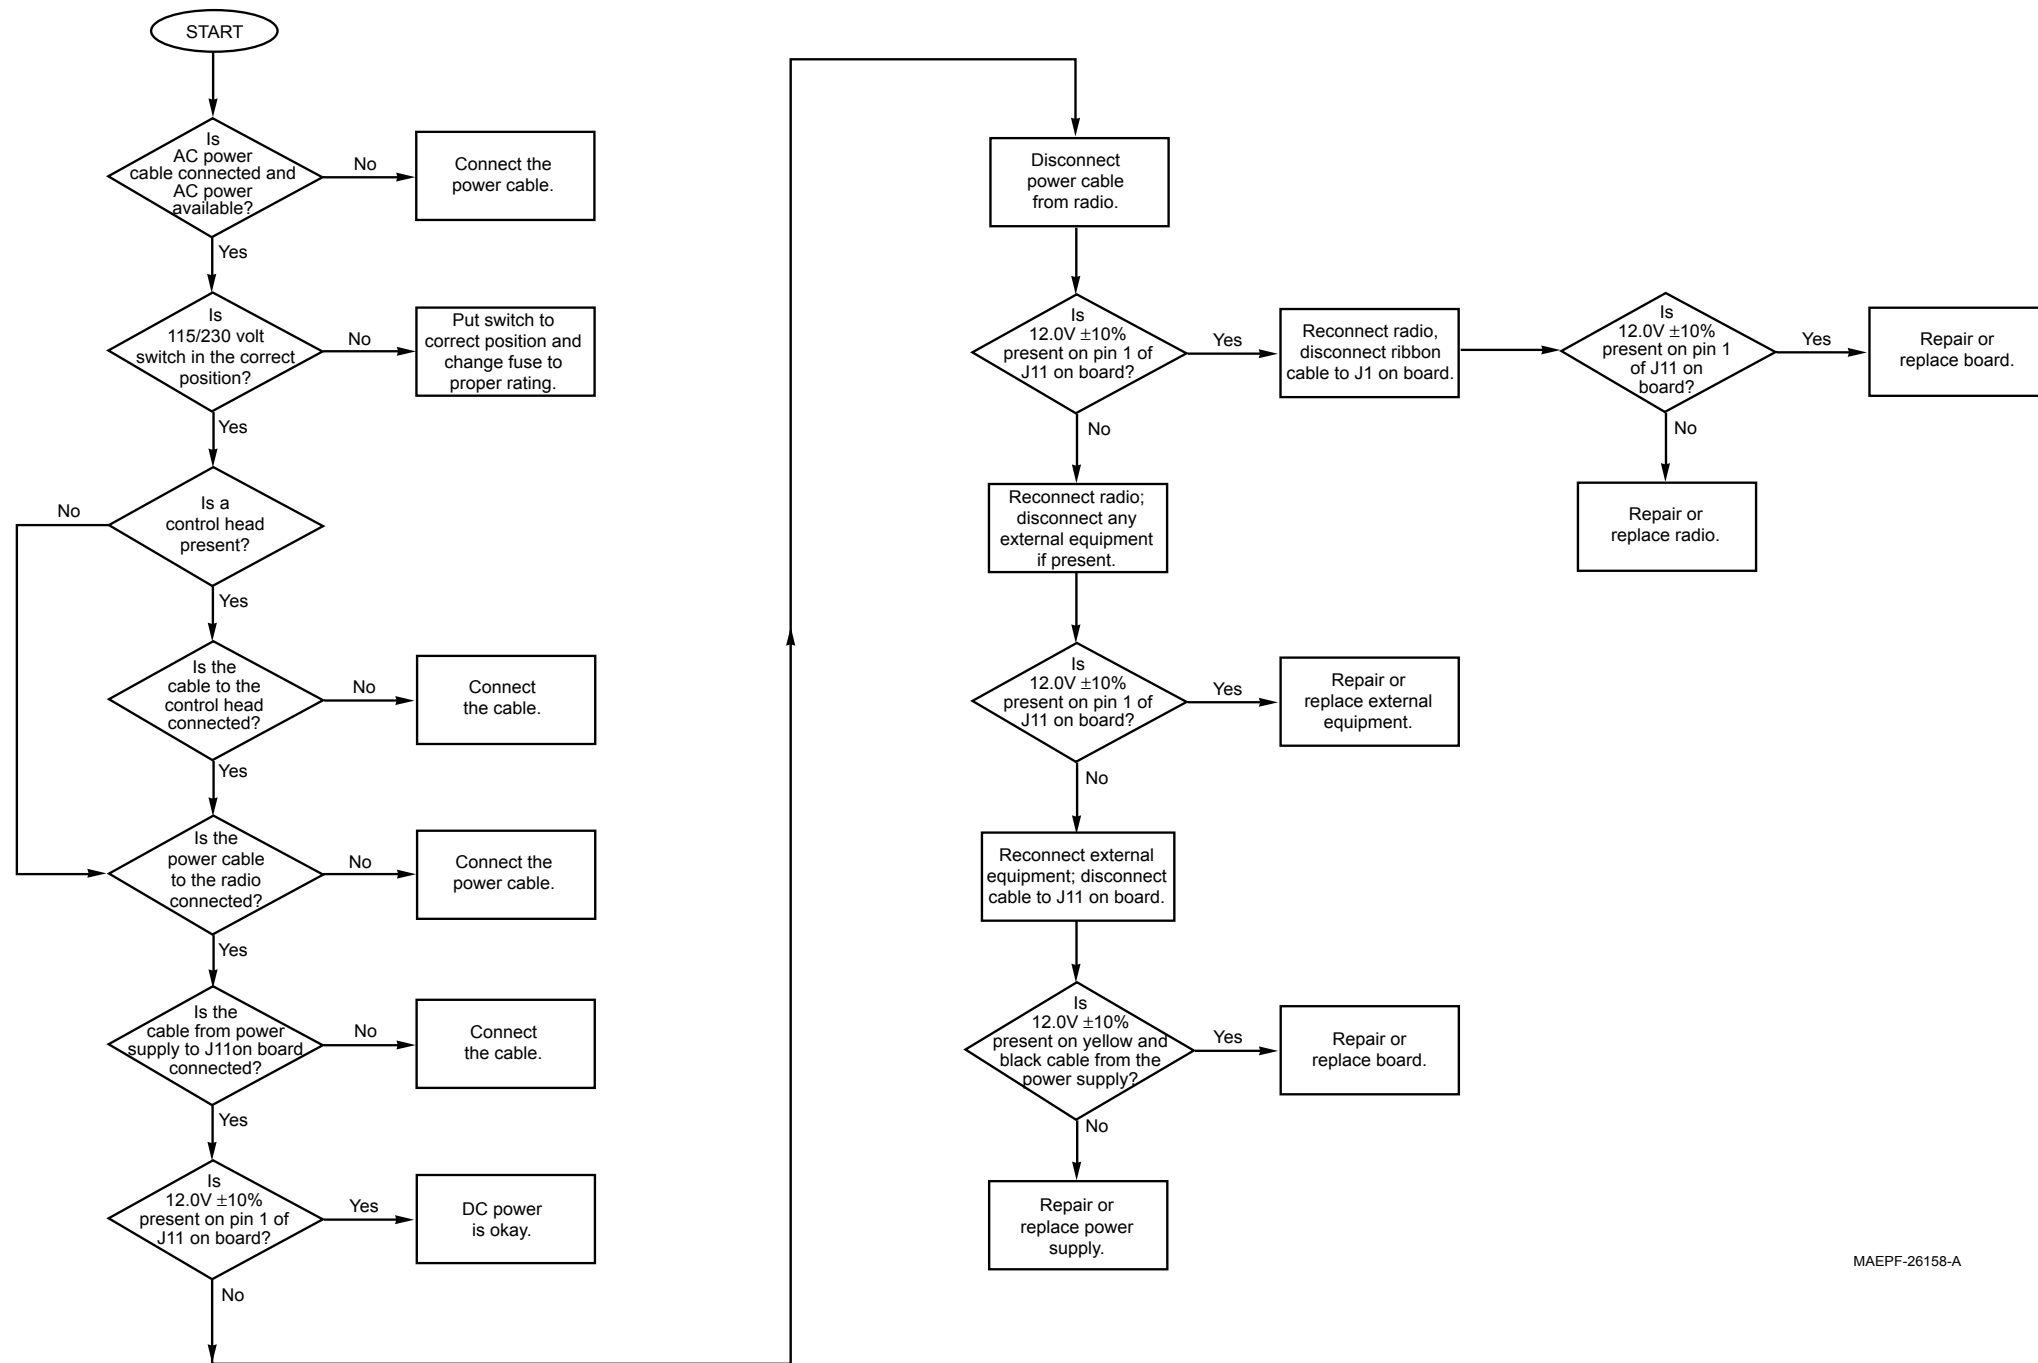 START
Is
AC power
cable connected and
AC power
available?
No
Connect the
power cable.
Yes
Is
115/230 volt
switch in the correct
position?
No
Put switch to
correct position and
change fuse to
proper rating.
Yes
Is a
control head
present?
No
Yes
Is the
cable to the
control head
connected?
No
Connect
the cable.
Yes
Is the
power cable
to the radio
connected?
No
Connect the
power cable.
Yes
Is the
cable from power
supply to J11on board
connected?
No
Connect
the cable.
Yes
Is
12.0V ±10%
present on pin 1 of
J11 on board?
Yes
DC power
is okay.
No
Disconnect
power cable
from radio.
Is
12.0V ±10%
present on pin 1 of
J11 on board?
Yes
Reconnect radio,
disconnect ribbon
cable to J1 on board.
Is
12.0V ±10%
present on pin 1
of J11 on
board?
Yes
Repair or
replace board.
No
Repair or
replace radio.
No
Reconnect radio;
disconnect any
external equipment
if present.
Is
12.0V ±10%
present on pin 1 of
J11 on board?
Yes
Repair or
replace external
equipment.
No
Reconnect external
equipment; disconnect
cable to J11 on board.
Is
12.0V ±10%
present on yellow and
black cable from the
power supply?
Yes
Repair or
replace board.
No
Repair or
replace power
supply.
MAEPF-26158-A